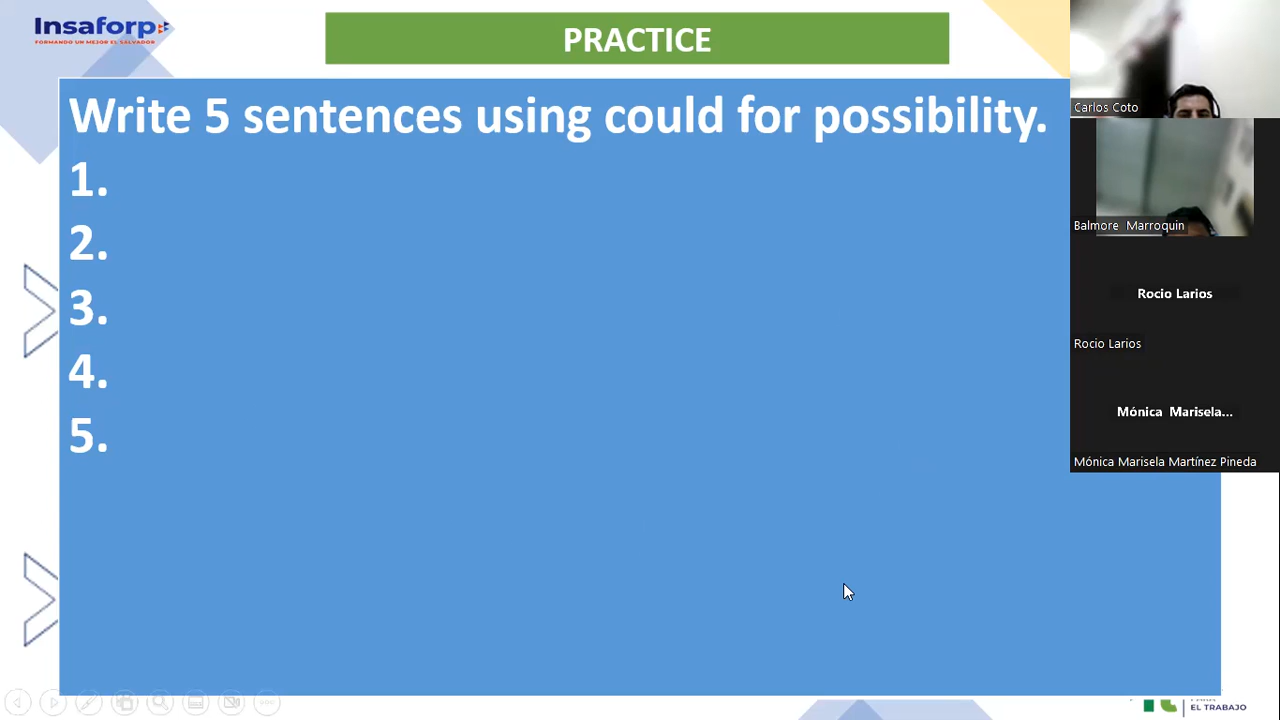 Insaforp
FORMANDO UN MEJOR EL SALVADOR
PRACTICE
Write 5 sentences using could for possibility.
1.
2.
3.
4.
5.
Carlos Coto
Balmore Marroquin
Rocio Larios
Rocio Larios
Mónica Marisela...
Mónica Marisela Martínez Pineda
EL TRABAJO